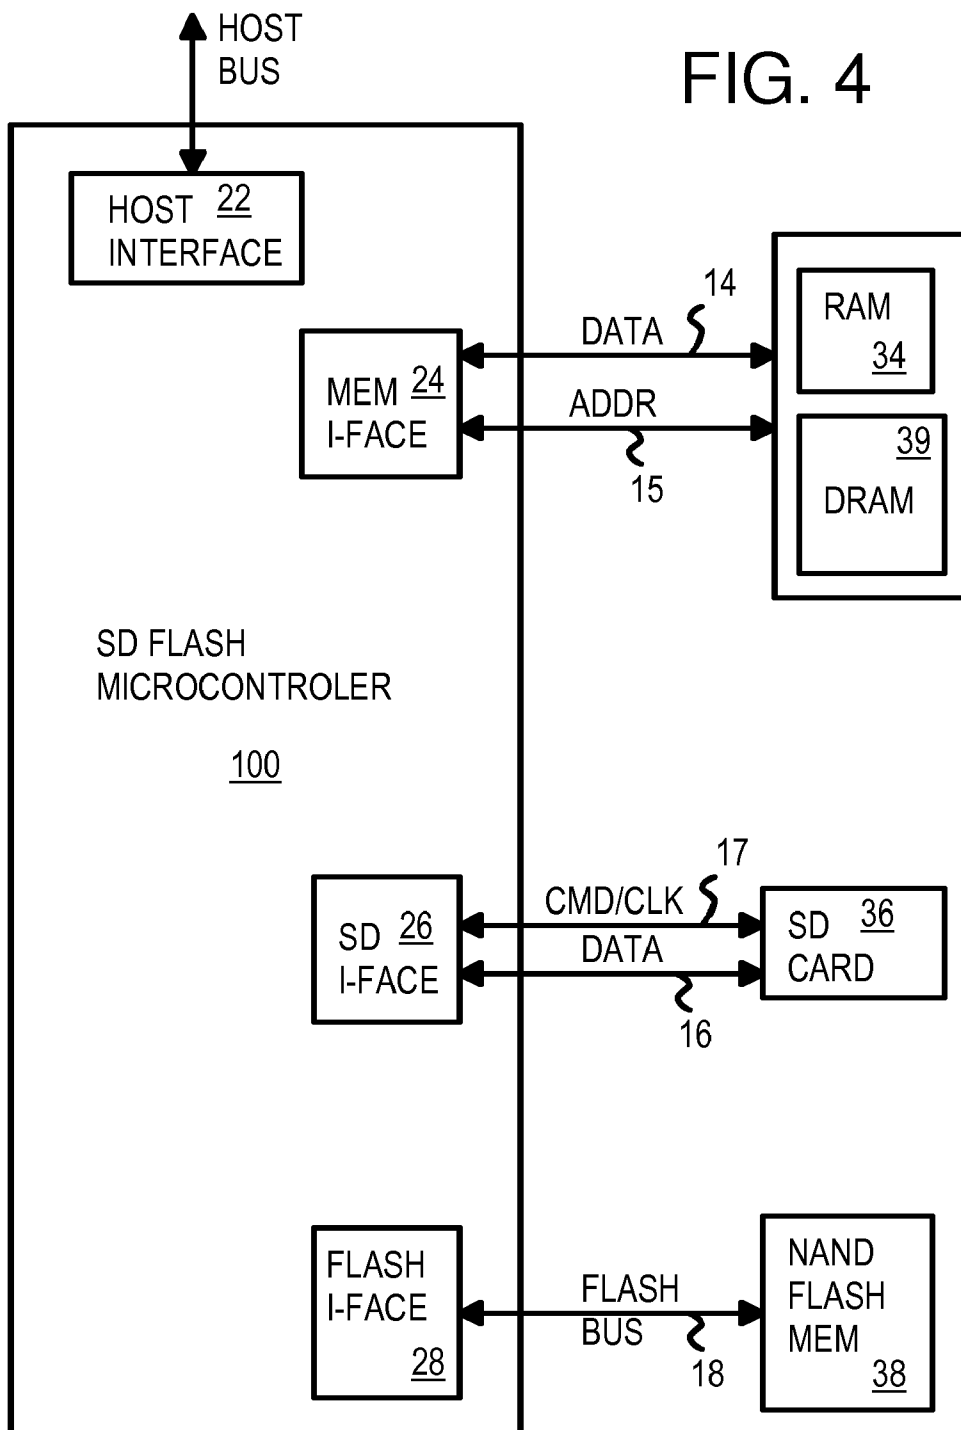 HOST
BUS
FIG. 4
HOST 22
INTERFACE
14
DATA
RAM
34
MEM 24
I-FACE
ADDR
15
39
DRAM
SD FLASH
MICROCONTROLER
100
17
CMD/CLK
SD 26
I-FACE
DATA
16
SD 36
CARD
FLASH
I-FACE
28
FLASH
BUS
18
NAND
FLASH
MEM
38